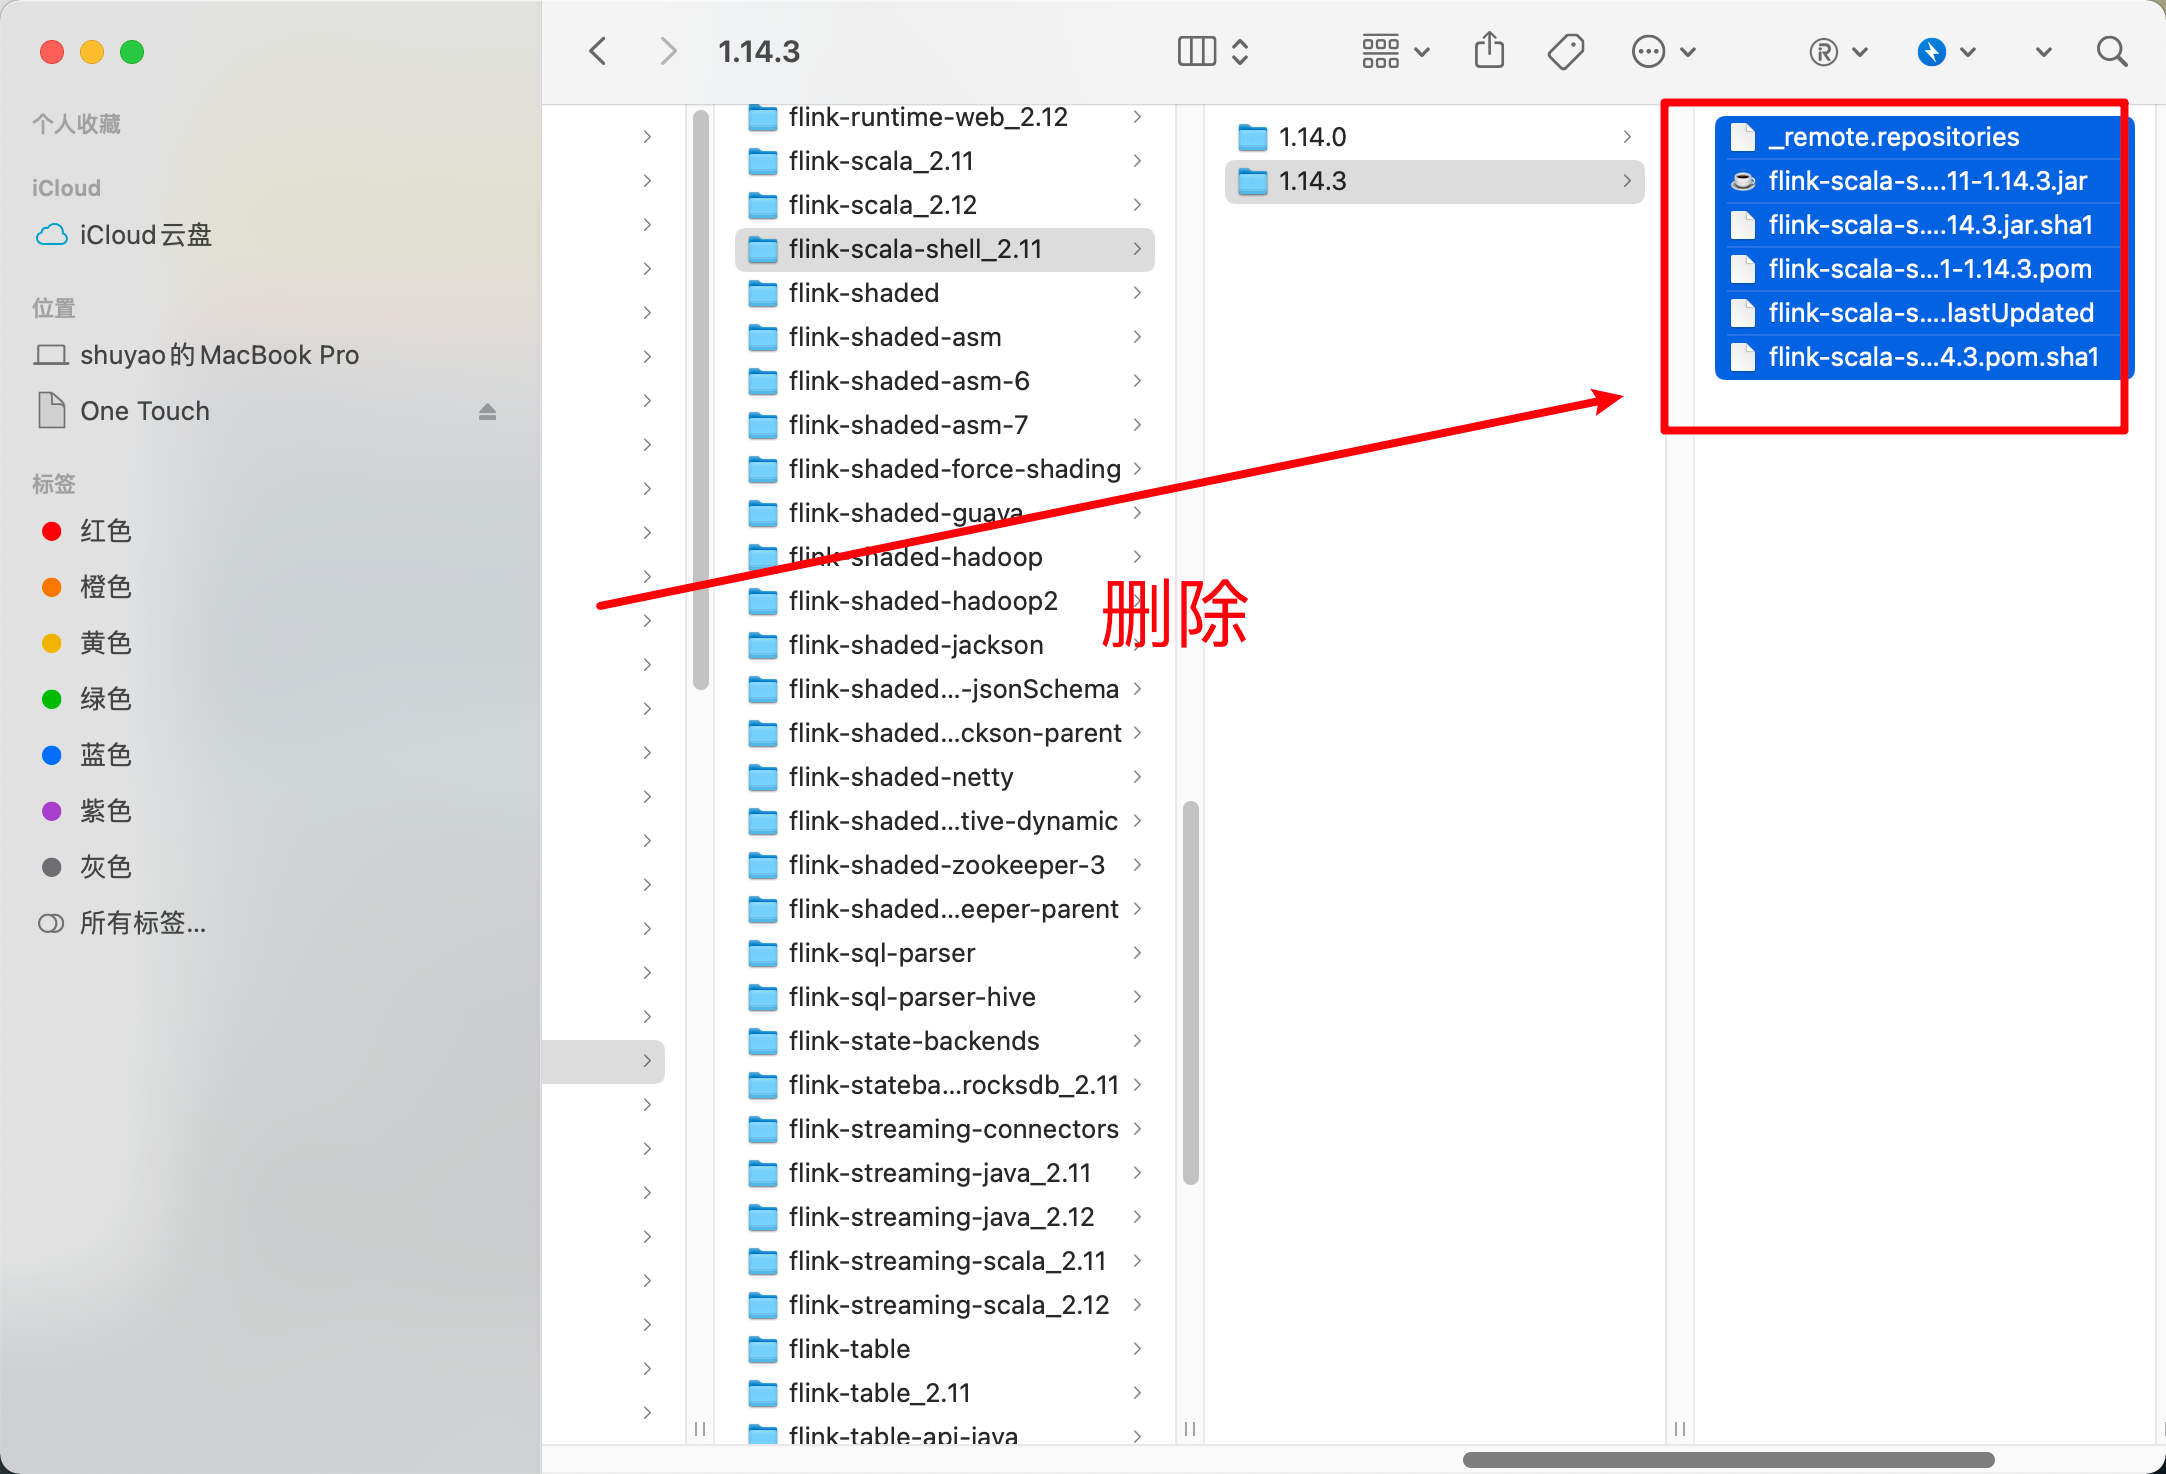 1.14.3
个人收藏
iCloud
iCloud云盘
位置
shuyao的MacBook Pro
One Touch
标签
红色
橙色
黄色
绿色
蓝色
紫色
灰色
所有标签...
flink-runtime-web_2.12
flink-scala_2.11
flink-scala_2.12
flink-scala-shell_2.11
flink-shaded
flink-shaded-asm
flink-shaded-asm-6
flink-shaded-asm-7
flink-shaded-force-shading
flink-shaded-guava
flink-shaded-hadoop
flink-shaded-hadoop2
flink-shaded-jackson
flink-shaded...-jsonSchema
flink-shaded...ckson-parent
flink-shaded-netty
flink-shaded...tive-dynamic
flink-shaded-zookeeper-3
flink-shaded...eeper-parent
flink-sql-parser
flink-sql-parser-hive
flink-state-backends
flink-stateba...rocksdb_2.11
flink-streaming-connectors
flink-streaming-java_2.11
flink-streaming-java_2.12
flink-streaming-scala_2.11
flink-streaming-scala_2.12
flink-table
flink-table_2.11
flink-table-api-java
删除
1.14.0
1.14.3
_remote.repositories
flink-scala-s....11-1.14.3.jar
flink-scala-s....14.3.jar.sha1
flink-scala-s...1-1.14.3.pom
flink-scala-s....lastUpdated
flink-scala-s...4.3.pom.sha1